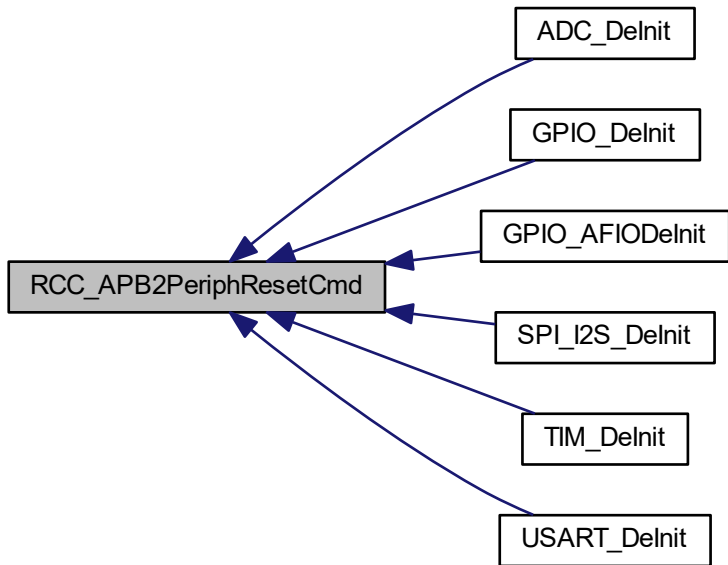 ADC_DeInit
GPIO_DeInit
GPIO_AFIODeInit
RCC_APB2PeriphResetCmd
SPI_I2S_DeInit
TIM_DeInit
USART_DeInit